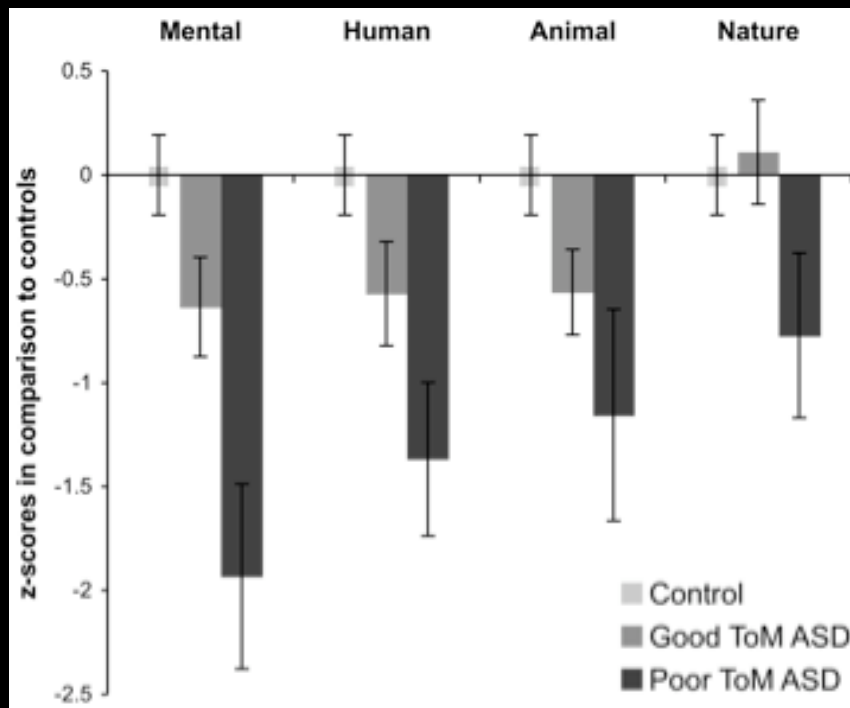 Mental Human Animal Nature
0.5
0
-0.5
-1
-1.5
-2
-2.5
z-scores in comparison to controls
Control
Good ToM ASD
Poor ToM ASD